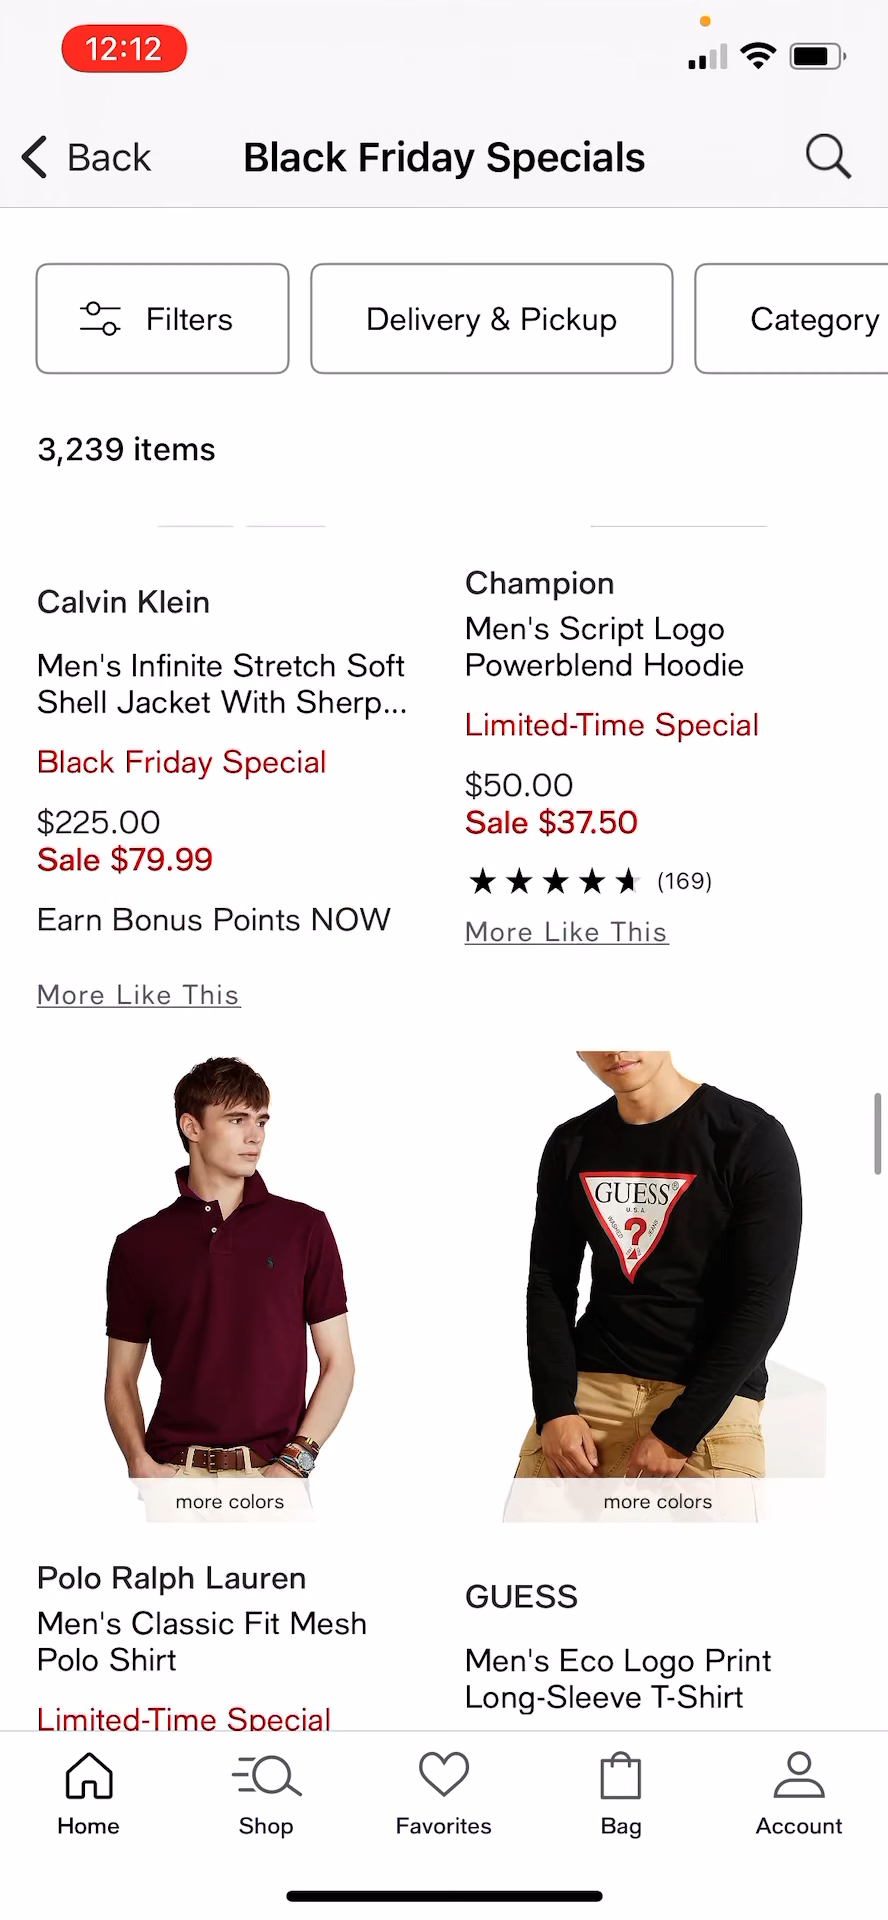 12:12
Back
Black Friday Specials
Filters
Delivery & Pickup
Category
3,239 items
Calvin Klein
Men's Infinite Stretch Soft
Shell Jacket With Sherp...
Black Friday Special
$225.00
Sale $79.99
Earn Bonus Points NOW
More Like This
Champion
Men's Script Logo
Powerblend Hoodie
Limited-Time Special
$50.00
Sale $37.50
(169)
More Like This
GUESS®
U.S.A.
WASHED
JEANS
?
more colors
more colors
Polo Ralph Lauren
Men's Classic Fit Mesh
Polo Shirt
Limited-Time Special
GUESS
Men's Eco Logo Print
Long-Sleeve T-Shirt
Home
Shop
Favorites
Bag
Account